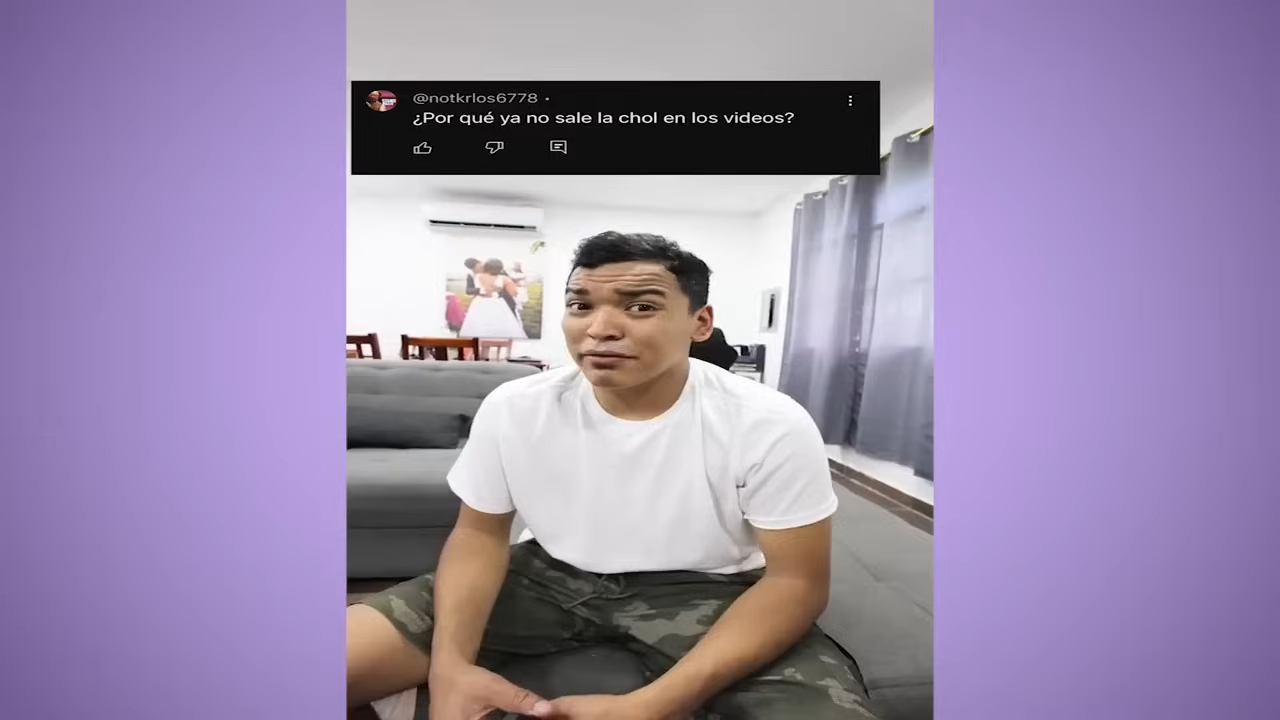 @notkrlos6778 •
¿Por qué ya no sale la chol en los videos?